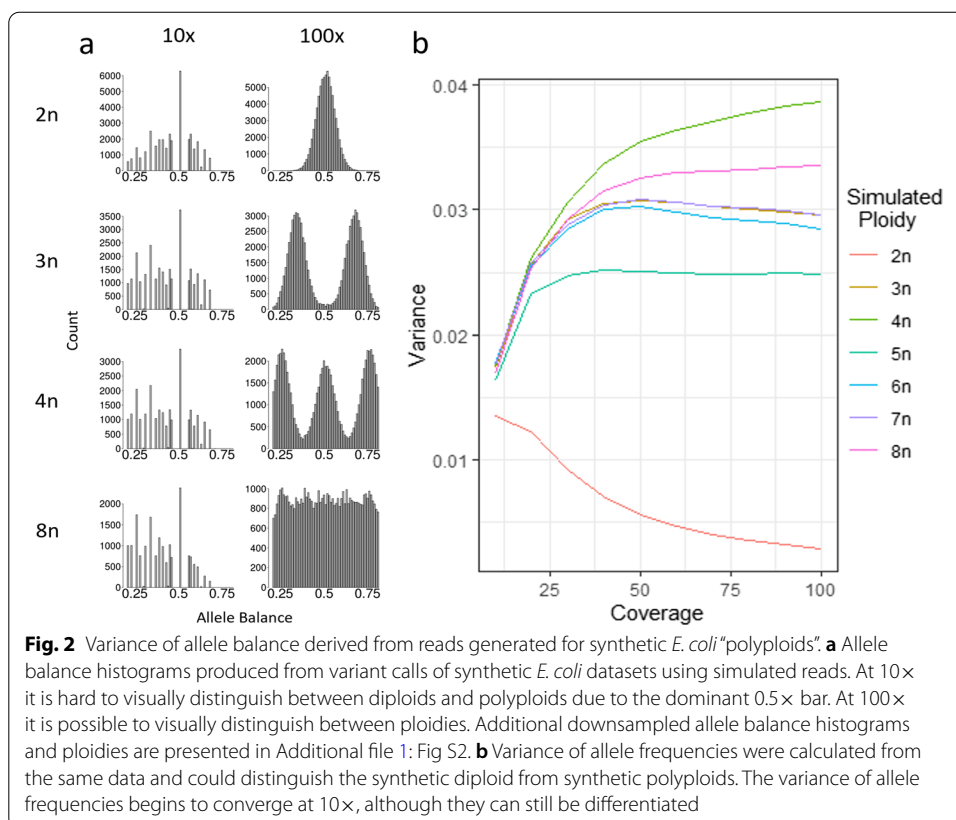 a
10x
100x
2n
6000
5000
4000
3000
2000
1000
0
0.25
0.5
0.75
5000
4000
3000
2000
1000
0
0.25
0.5
0.75
3n
3500
3000
2500
2000
1500
1000
500
0
0.25
0.5
0.75
3000
2500
2000
1500
1000
500
0
0.25
0.5
0.75
Count
4n
3000
2500
2000
1500
1000
500
0
0.25
0.5
0.75
2000
1500
1000
500
0
0.25
0.5
0.75
8n
2000
1500
1000
500
0
0.25
0.5
0.75
1000
800
600
400
200
0
0.25
0.5
0.75
Allele Balance
b
Variance
0.04
0.03
0.02
0.01
25
50
75
100
Coverage
Simulated
Ploidy
2n
3n
4n
5n
6n
7n
8n
Fig. 2 Variance of allele balance derived from reads generated for synthetic E. coli “polyploids”. a Allele
balance histograms produced from variant calls of synthetic E. coli datasets using simulated reads. At 10×
it is hard to visually distinguish between diploids and polyploids due to the dominant 0.5× bar. At 100×
it is possible to visually distinguish between ploidies. Additional downsampled allele balance histograms
and ploidies are presented in Additional file 1: Fig S2. b Variance of allele frequencies were calculated from
the same data and could distinguish the synthetic diploid from synthetic polyploids. The variance of allele
frequencies begins to converge at 10×, although they can still be differentiated